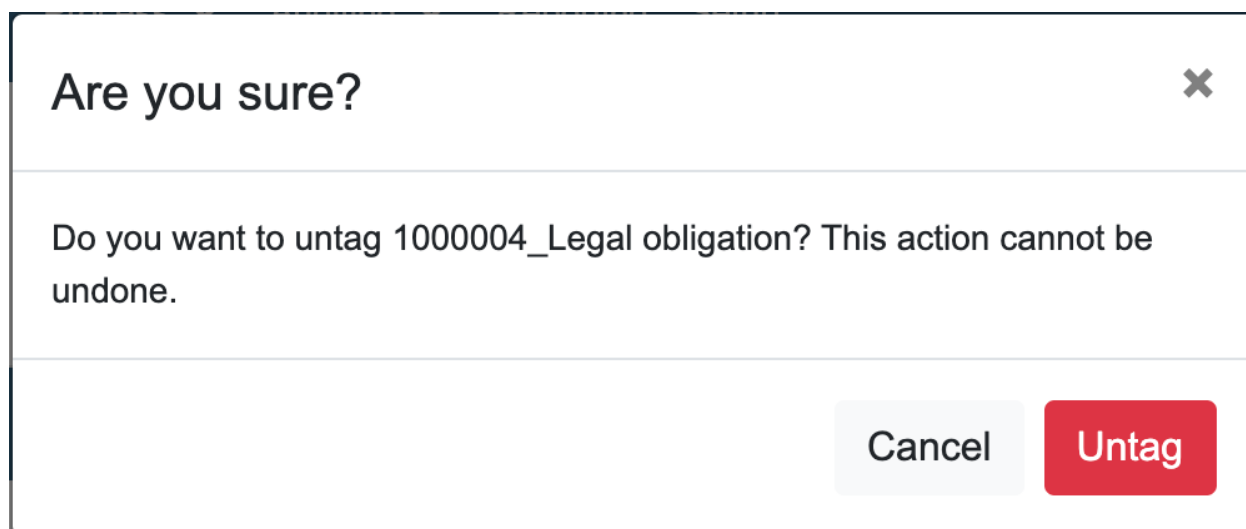 Are you sure?
Do you want to untag 1000004_Legal obligation? This action cannot be
undone.
Cancel
Untag